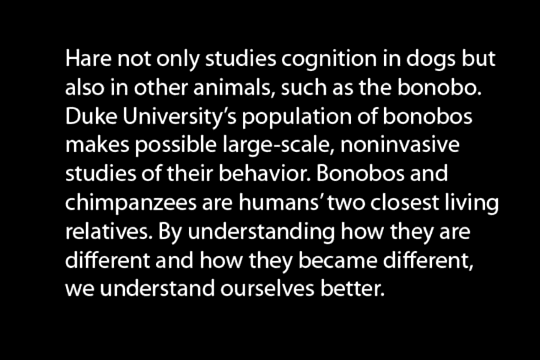 Hare not only studies cognition in dogs but
also in other animals, such as the bonobo.
Duke University’s population of bonobos
makes possible large-scale, noninvasive
studies of their behavior. Bonobos and
chimpanzees are humans’ two closest living
relatives. By understanding how they are
different and how they became different,
we understand ourselves better.